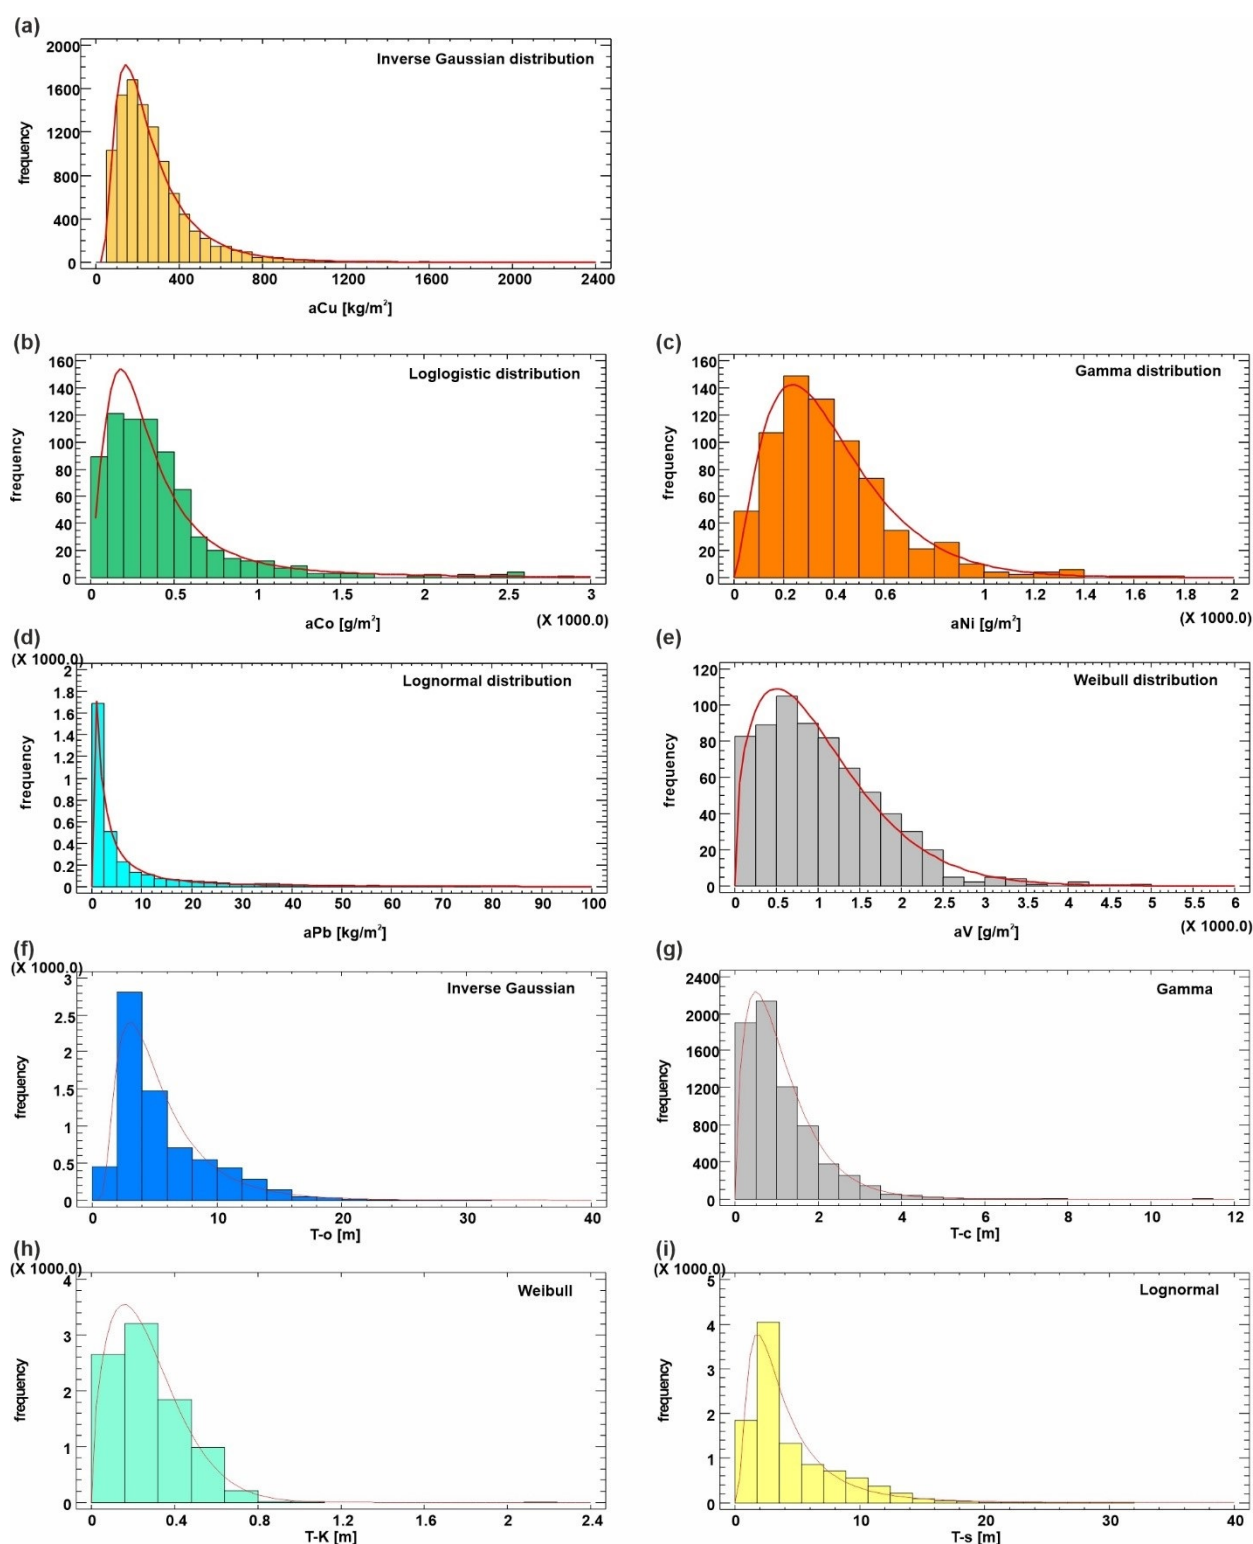 (a)
2000
Inverse Gaussian distribution
1600
1200
800
400
0
frequency
0 400 800 1200 1600 2000 2400
aCu [kg/m²]
(b)
160
Loglogistic distribution
140
120
100
80
60
40
20
0
frequency
0 0.5 1 1.5 2 2.5 3
aCo [g/m²]
(X 1000.0)
(c)
160
Gamma distribution
140
120
100
80
60
40
20
0
frequency
0 0.2 0.4 0.6 1 1.2 1.4 1.6 1.8 2
(X 1000.0)
aNi [g/m²]
(d)
(X 1000.0)
2
Lognormal distribution
1.8
1.6
1.4
1.2
1
0.8
0.6
0.4
0.2
0
frequency
0 10 20 30 40 50 60 70 80 90 100
aPb [kg/m²]
(e)
120
Weibull distribution
100
80
60
40
20
0
frequency
0 0.5 1 1.5 2 2.5 3 3.5 4 4.5 5 5.5 6
aV [g/m²]
(X 1000.0)
(f)
(X 1000.0)
3
Inverse Gaussian
2.5
2
1.5
1
0.5
0
frequency
0 10 20 30 40
T-o [m]
(g)
2400
Gamma
2000
1600
1200
800
400
0
frequency
0 2 4 6 8 10 12
T-c [m]
(h)
(X 1000.0)
4
Weibull
3
2
1
0
frequency
0 0.4 0.8 1.2 1.6 2 2.4
T-K [m]
(i)
(X 1000.0)
5
Lognormal
4
3
2
1
0
frequency
0 10 20 30 40
T-s [m]